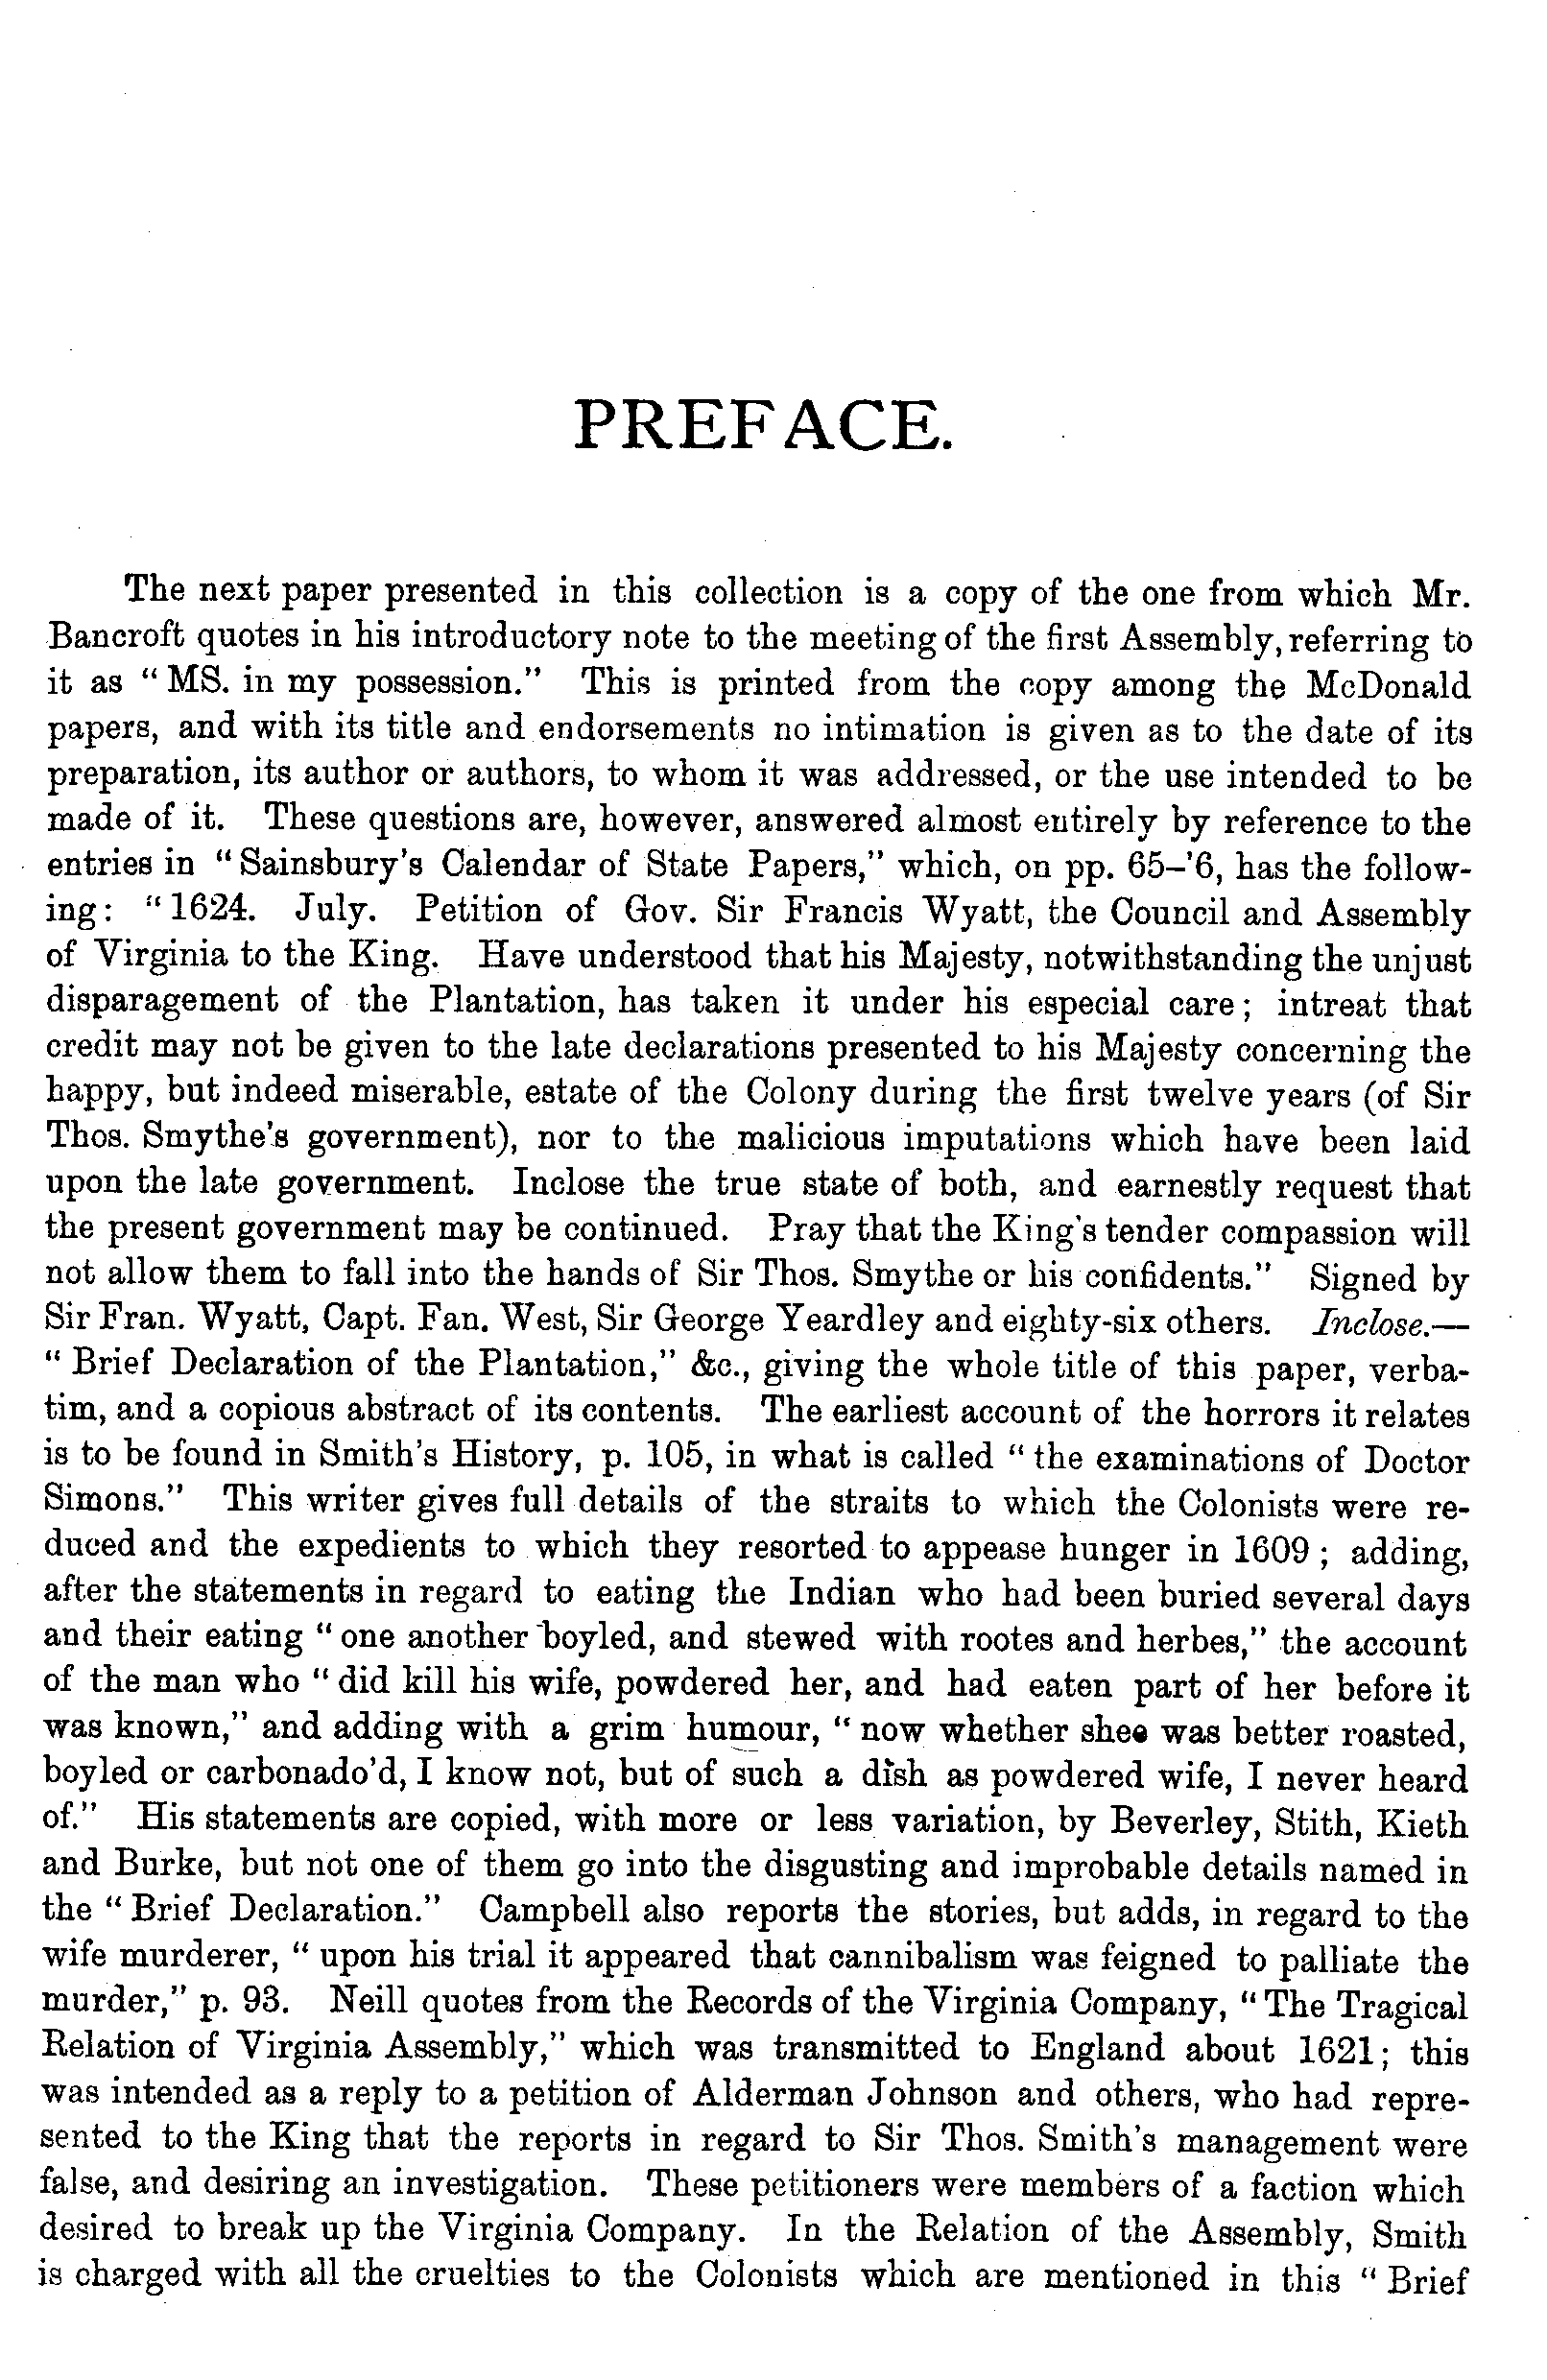 PREFACE.
The next paper presented in this collection is a copy of the one from which Mr.
Bancroft quotes in his introductory note to the meeting of the first Assembly, referring to
it as " MS. in my possession." This is printed from the copy among the McDonald
papers, and with its title and endorsements no intimation is given as to the date of its
preparation, its author or authors, to whom it was addressed, or the use intended to be
made of it. These questions are, however, answered almost entirely by reference to the
entries in " Sainsbury's Calendar of State Papers," which, on pp. 65–'6, has the follow-
ing: " 1624. July. Petition of Gov. Sir Francis Wyatt, the Council and Assembly
of Virginia to the King. Have understood that his Majesty, notwithstanding the unjust
disparagement of the Plantation, has taken it under his especial care; intreat that
credit may not be given to the late declarations presented to his Majesty concerning the
happy, but indeed miserable, estate of the Colony during the first twelve years (of Sir
Thos. Smythe's government), nor to the malicious imputations which have been laid
upon the late government. Inclose the true state of both, and earnestly request that
the present government may be continued. Pray that the King's tender compassion will
not allow them to fall into the hands of Sir Thos. Smythe or his confidents." Signed by
Sir Fran. Wyatt, Capt. Fan. West, Sir George Yeardley and eighty-six others. Inclose.—
" Brief Declaration of the Plantation," &c., giving the whole title of this paper, verba-
tim, and a copious abstract of its contents. The earliest account of the horrors it relates
is to be found in Smith's History, p. 105, in what is called " the examinations of Doctor
Simons." This writer gives full details of the straits to which the Colonists were re-
duced and the expedients to which they resorted to appease hunger in 1609; adding,
after the statements in regard to eating the Indian who had been buried several days
and their eating " one another boyled, and stewed with rootes and herbes," the account
of the man who " did kill his wife, powdered her, and had eaten part of her before it
was known," and adding with a grim humour, " now whether shee was better roasted,
boyled or carbonado'd, I know not, but of such a dish as powdered wife, I never heard
of." His statements are copied, with more or less variation, by Beverley, Stith, Kieth
and Burke, but not one of them go into the disgusting and improbable details named in
the " Brief Declaration." Campbell also reports the stories, but adds, in regard to the
wife murderer, " upon his trial it appeared that cannibalism was feigned to palliate the
murder," p. 93. Neill quotes from the Records of the Virginia Company, " The Tragical
Relation of Virginia Assembly," which was transmitted to England about 1621; this
was intended as a reply to a petition of Alderman Johnson and others, who had repre-
sented to the King that the reports in regard to Sir Thos. Smith's management were
false, and desiring an investigation. These petitioners were members of a faction which
desired to break up the Virginia Company. In the Relation of the Assembly, Smith
is charged with all the cruelties to the Colonists which are mentioned in this " Brief